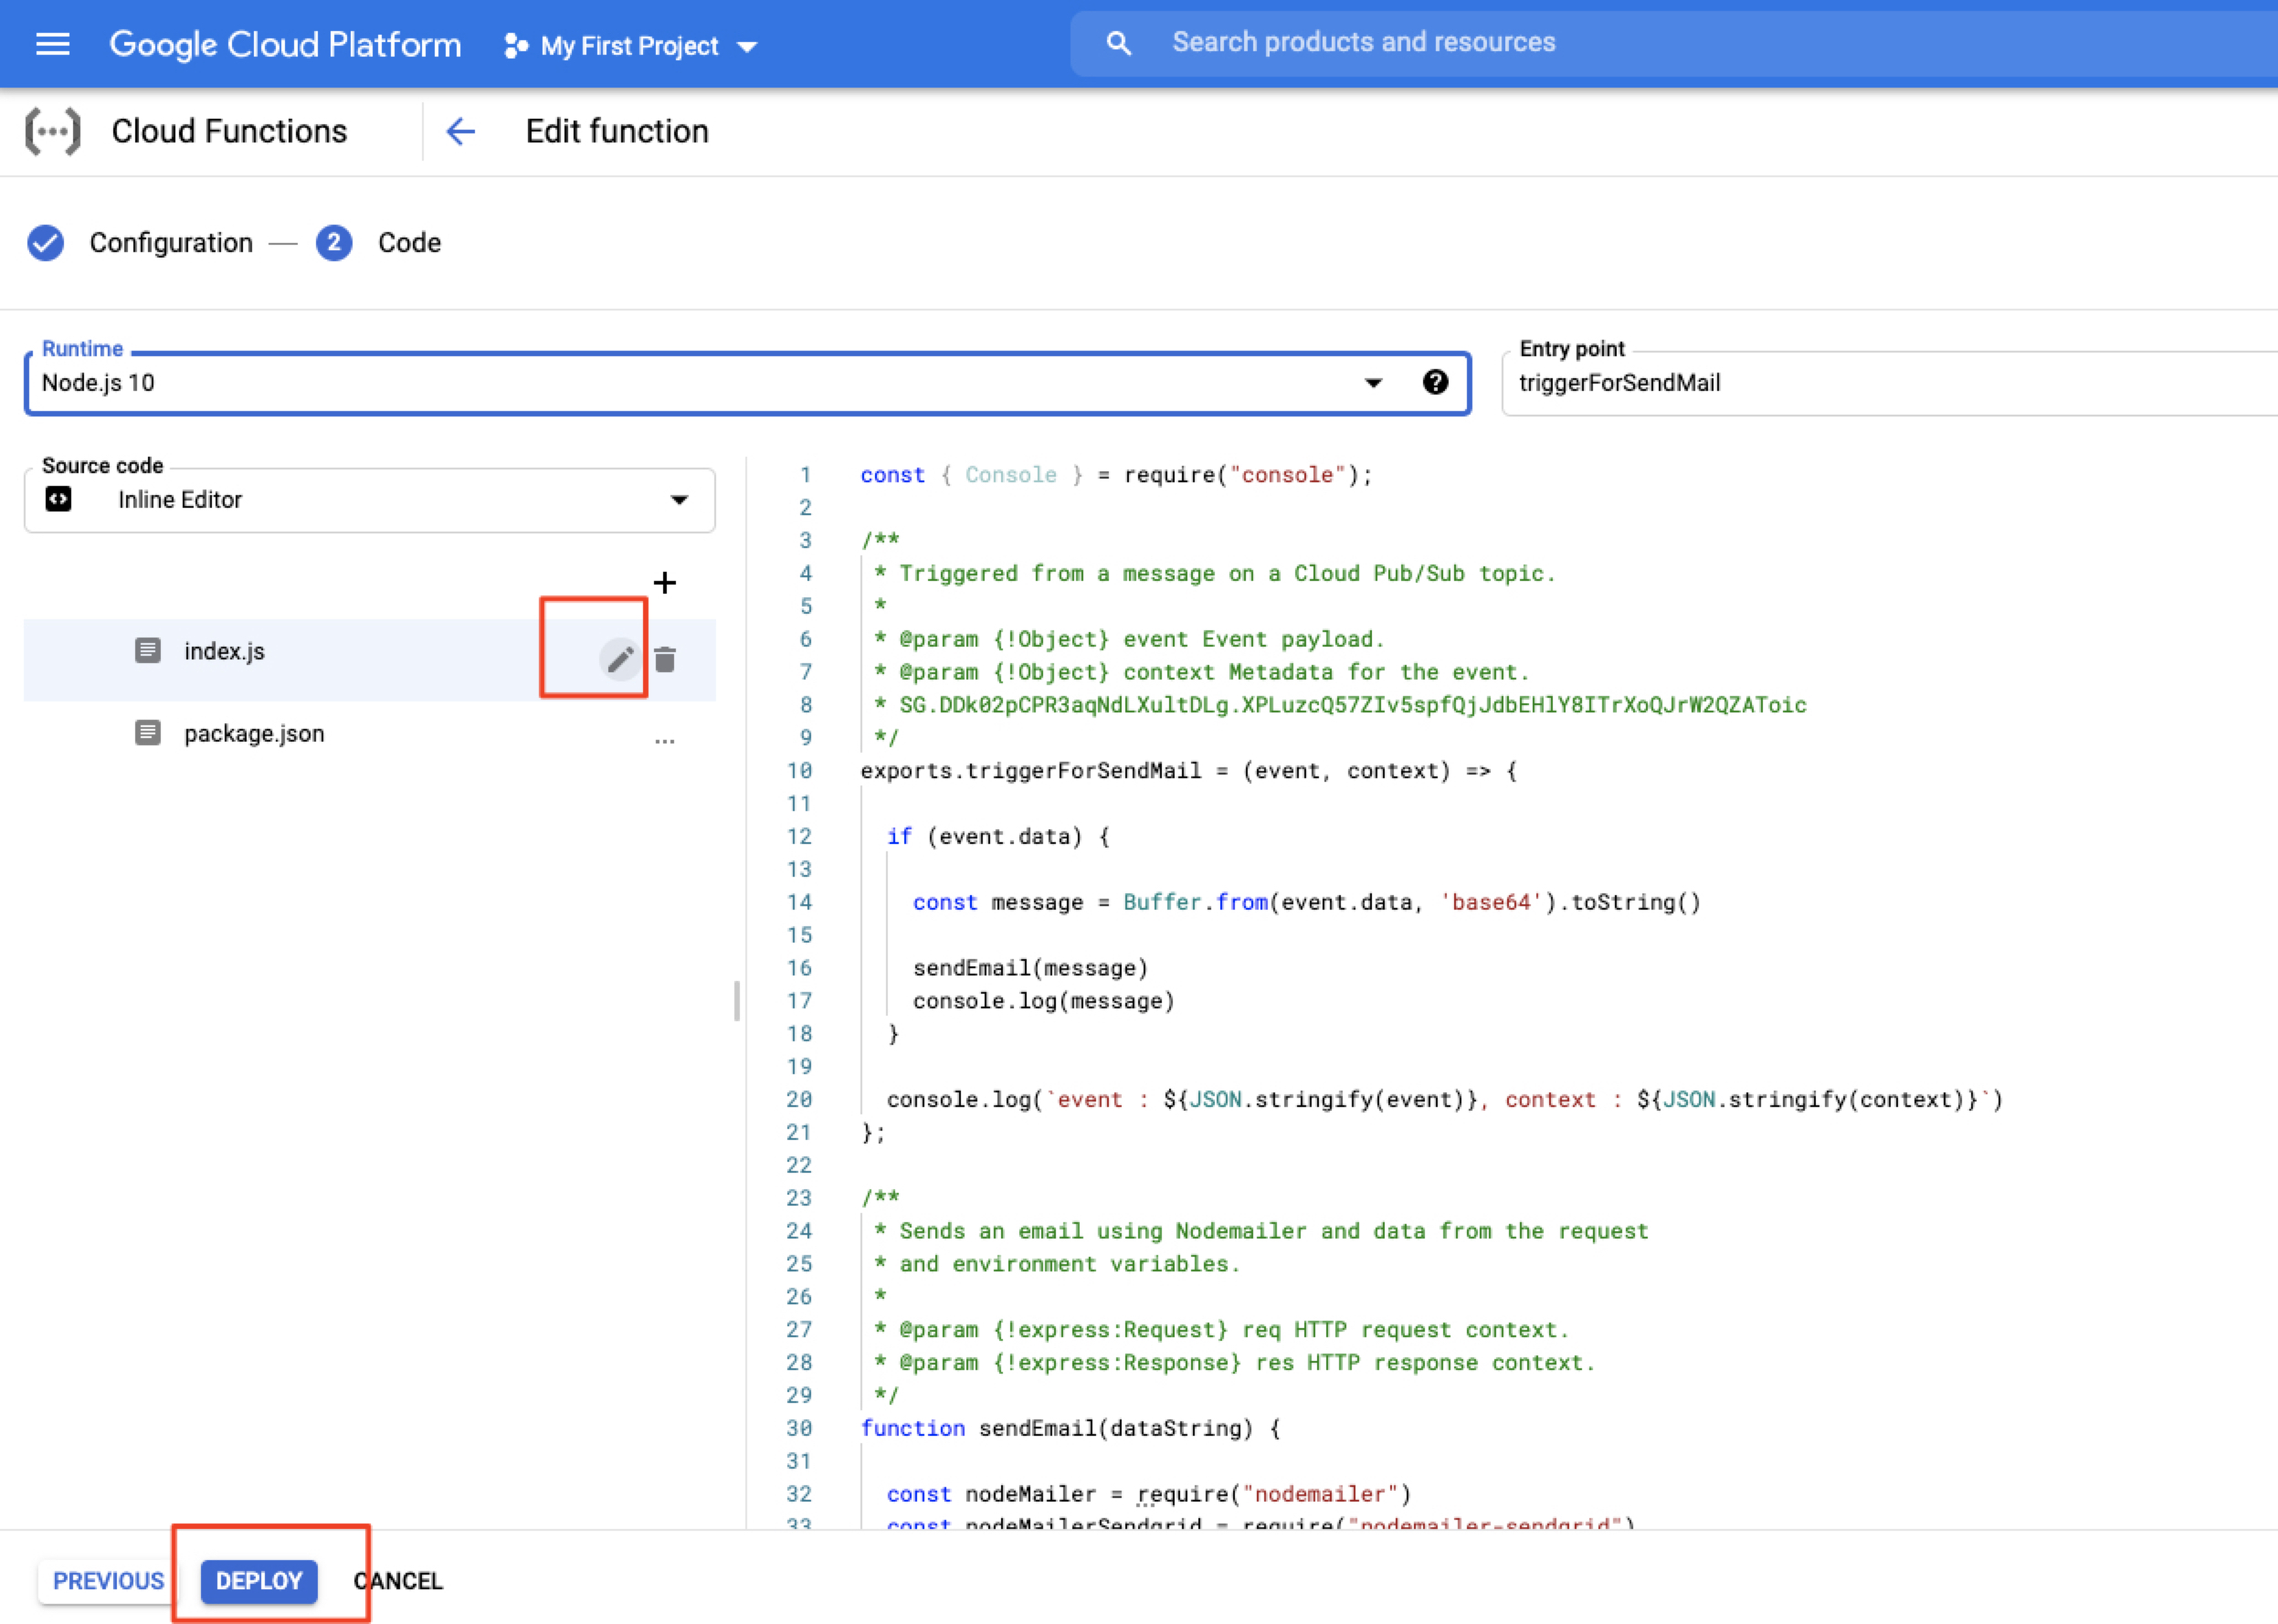 Google Cloud Platform My First Project Search products and resources
Cloud Functions Edit function
Configuration — 2 Code
Runtime
Node.js 10
Entry point
triggerForSendMail
Source code
Inline Editor
index.js
package.json
1 const { Console } = require("console");
2
3 /**
4 * Triggered from a message on a Cloud Pub/Sub topic.
5 *
6 * @param {!Object} event Event payload.
7 * @param {!Object} context Metadata for the event.
8 * 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
9 */
10 exports.triggerForSendMail = (event, context) => {
11
12 if (event.data) {
13
14 const message = Buffer.from(event.data, 'base64').toString()
15
16 sendEmail(message)
17 console.log(message)
18 }
19
20 console.log(`event : ${JSON.stringify(event)}, context : ${JSON.stringify(context)}`)
21 };
22
23 /**
24 * Sends an email using Nodemailer and data from the request
25 * and environment variables.
26 *
27 * @param {!express:Request} req HTTP request context.
28 * @param {!express:Response} res HTTP response context.
29 */
30 function sendEmail(dataString) {
31
32 const nodeMailer = require("nodemailer")
33 const nodeMailerSendgrid = require("nodemailer-sendgrid")
PREVIOUS DEPLOY CANCEL